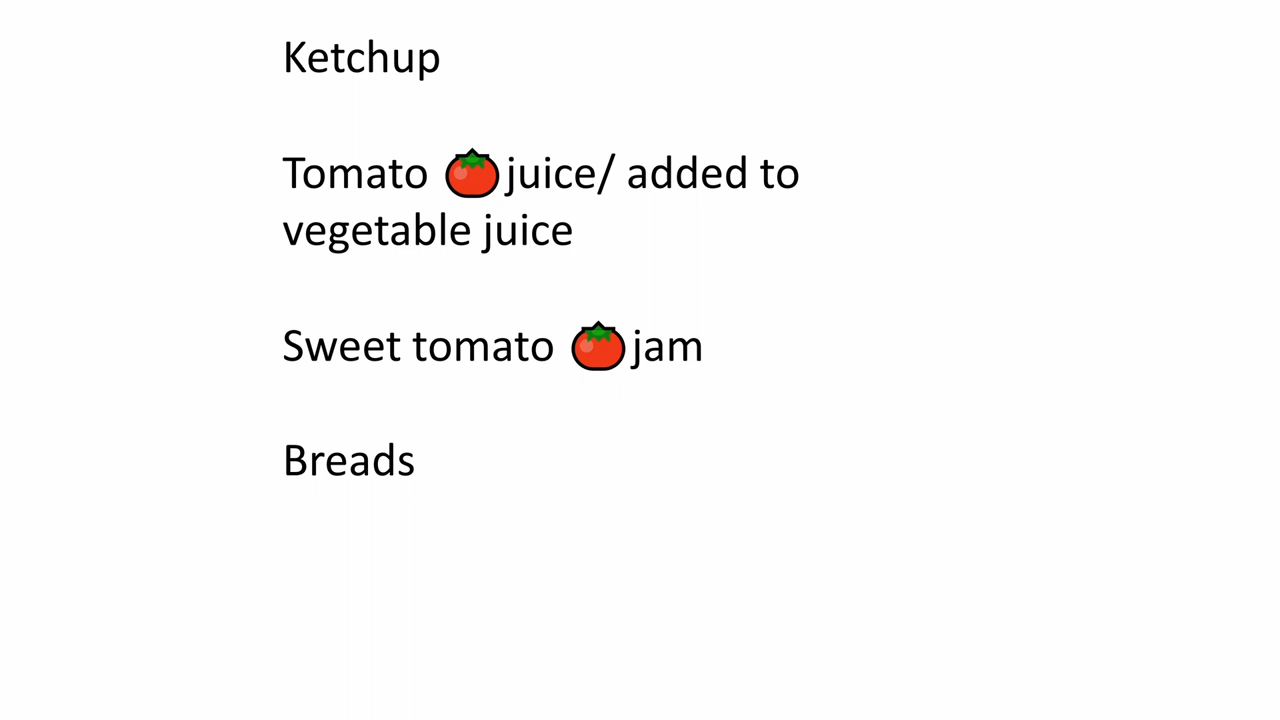 Ketchup
Tomato 🍅juice/ added to
vegetable juice
Sweet tomato 🍅jam
Breads